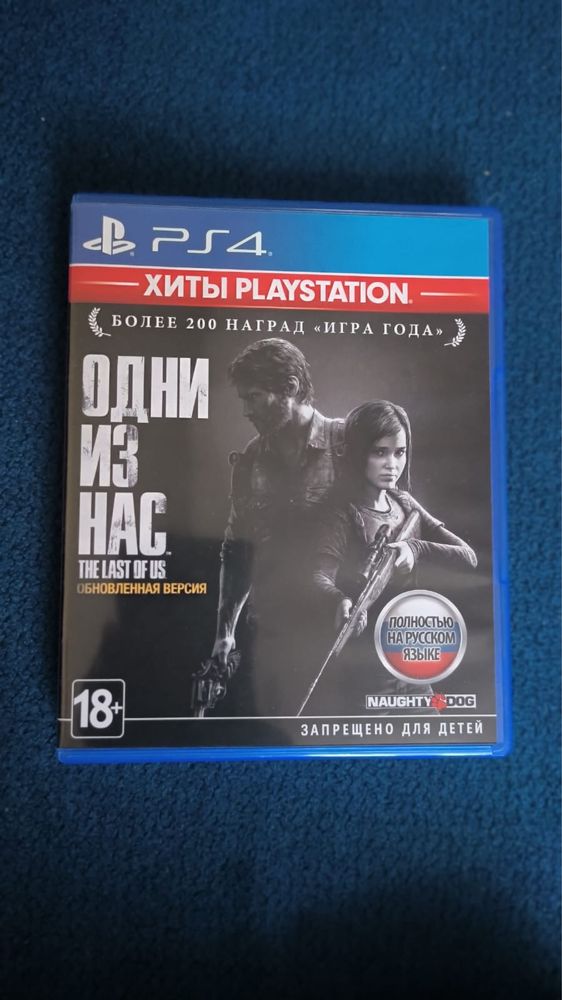 PS4
ХИТЫ PLAYSTATION®
БОЛЕЕ 200 НАГРАД «ИГРА ГОДА»
ОДНИ
ИЗ
НАС™
THE LAST OF US
ОБНОВЛЕННАЯ ВЕРСИЯ
ПОЛНОСТЬЮ
НА РУССКОМ
ЯЗЫКЕ
NAUGHTY DOG
18+
ЗАПРЕЩЕНО ДЛЯ ДЕТЕЙ